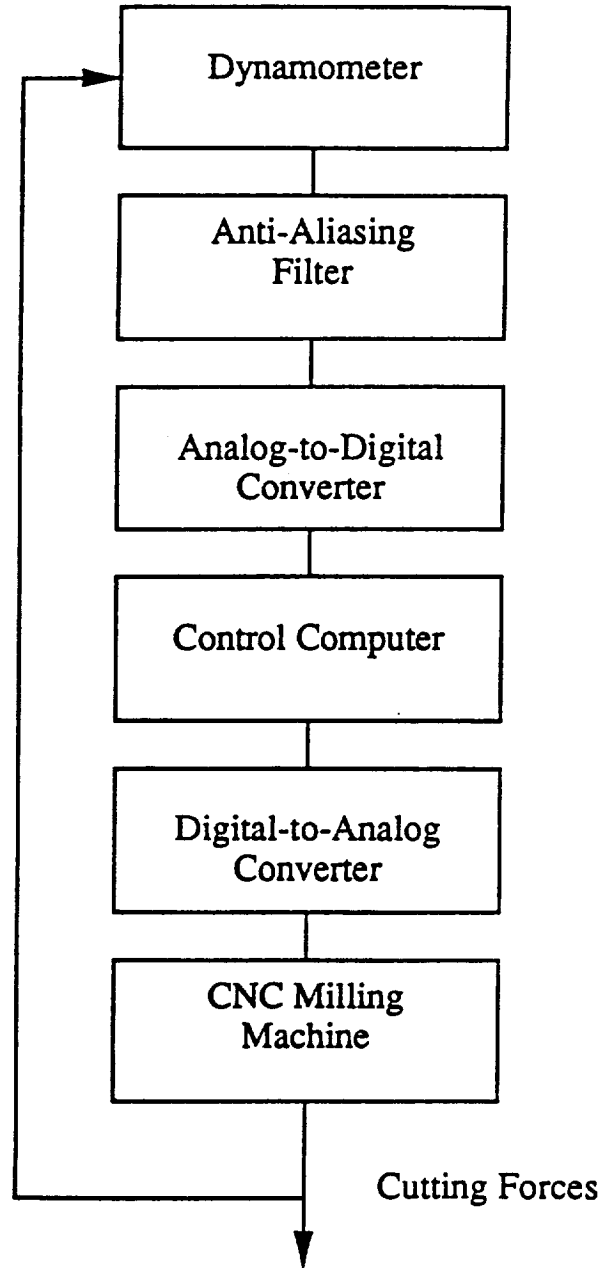 Dynamometer
Anti-Aliasing
Filter
Analog-to-Digital
Converter
Control Computer
Digital-to-Analog
Converter
CNC Milling
Machine
Cutting Forces